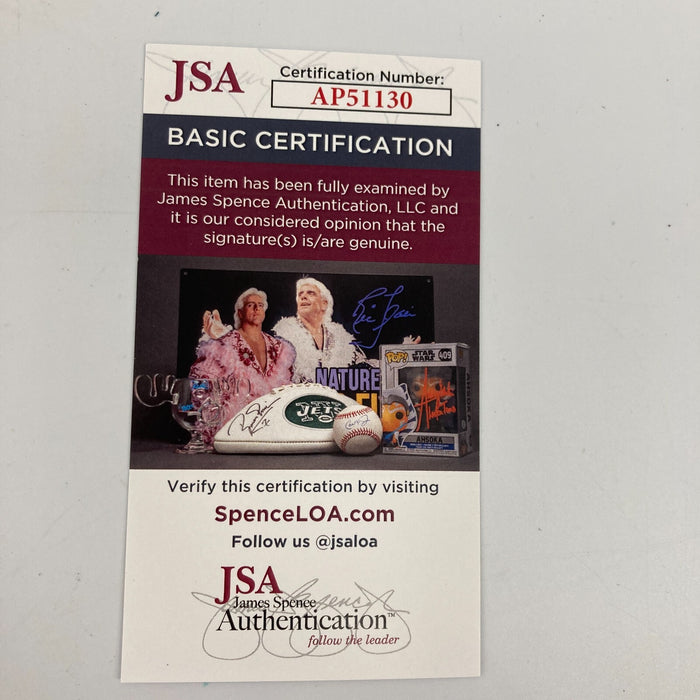 JSA
Certification Number:
AP51130
BASIC CERTIFICATION
This item has been fully examined by
James Spence Authentication, LLC and
it is our considered opinion that the
signature(s) is/are genuine.
NATURE
JETS
POP!
STAR WARS
409
AHSOKA
Verify this certification by visiting
SpenceLOA.com
Follow us @jsaloa
JSA
James Spence
Authentication™
follow the leader